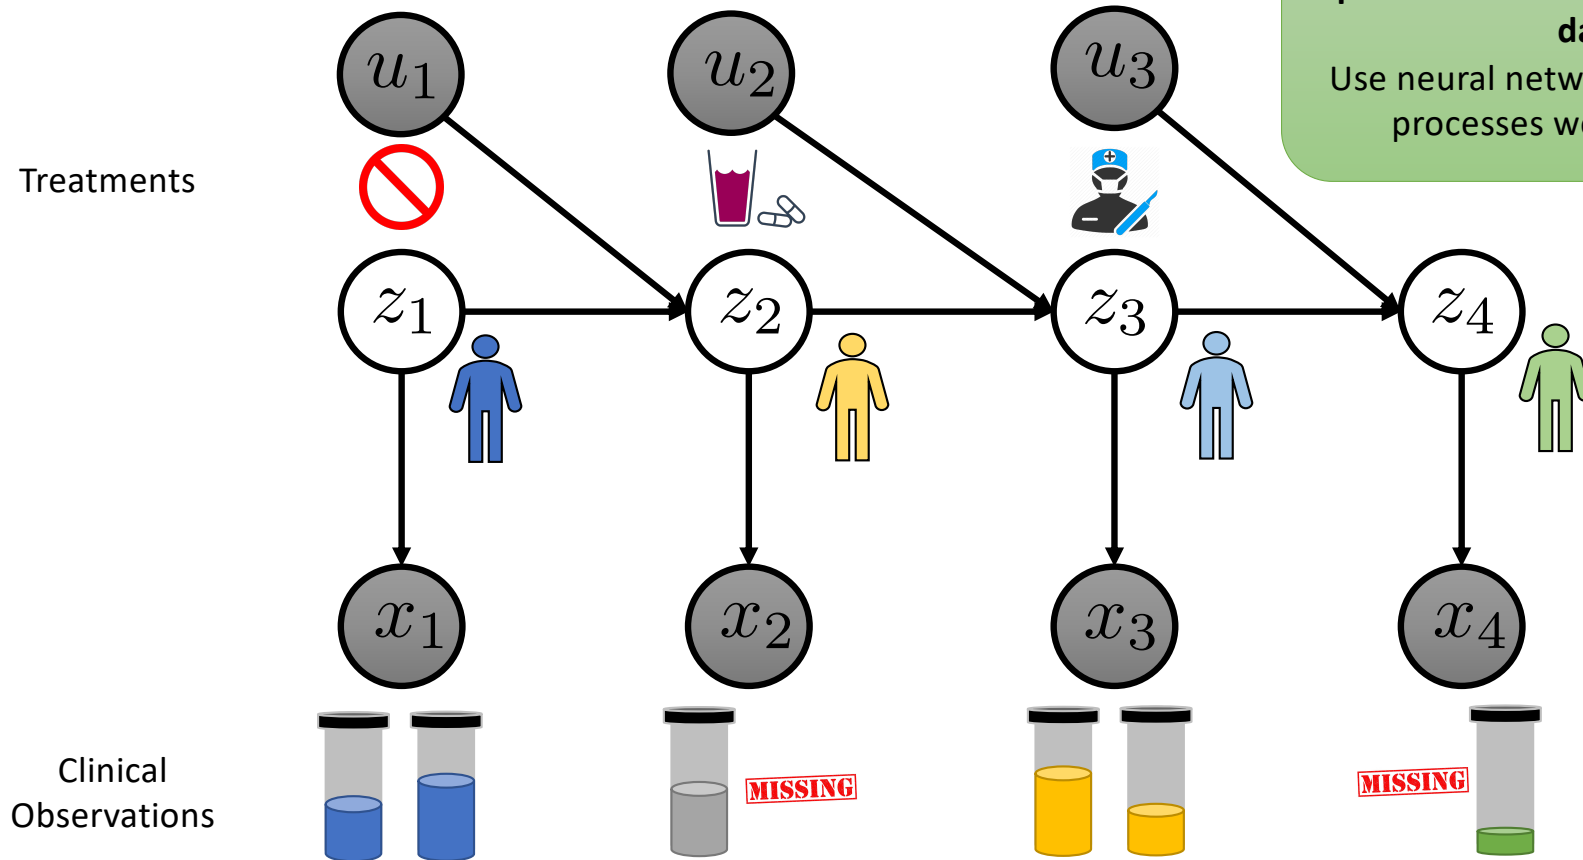 da
Use neural netw
processes w
u1
u2
u3
Treatments
z1
z2
z3
z4
x1
x2
x3
x4
MISSING
MISSING
Clinical
Observations